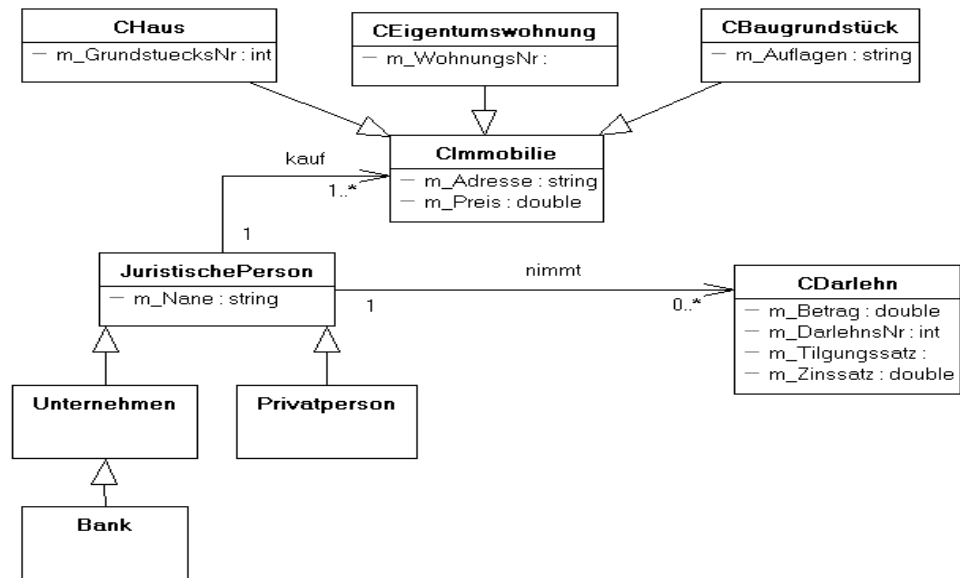 CHaus
– m_GrundstuecksNr : int
CEigentumswohnung
– m_WohnungsNr :
CBaugrundstück
– m_Auflagen : string
CImmobilie
– m_Adresse : string
– m_Preis : double
kauf
1..*
1
JuristischePerson
– m_Nane : string
nimmt
1
0..*
CDarlehn
– m_Betrag : double
– m_DarlehnsNr : int
– m_Tilgungssatz :
– m_Zinssatz : double
Unternehmen
Privatperson
Bank